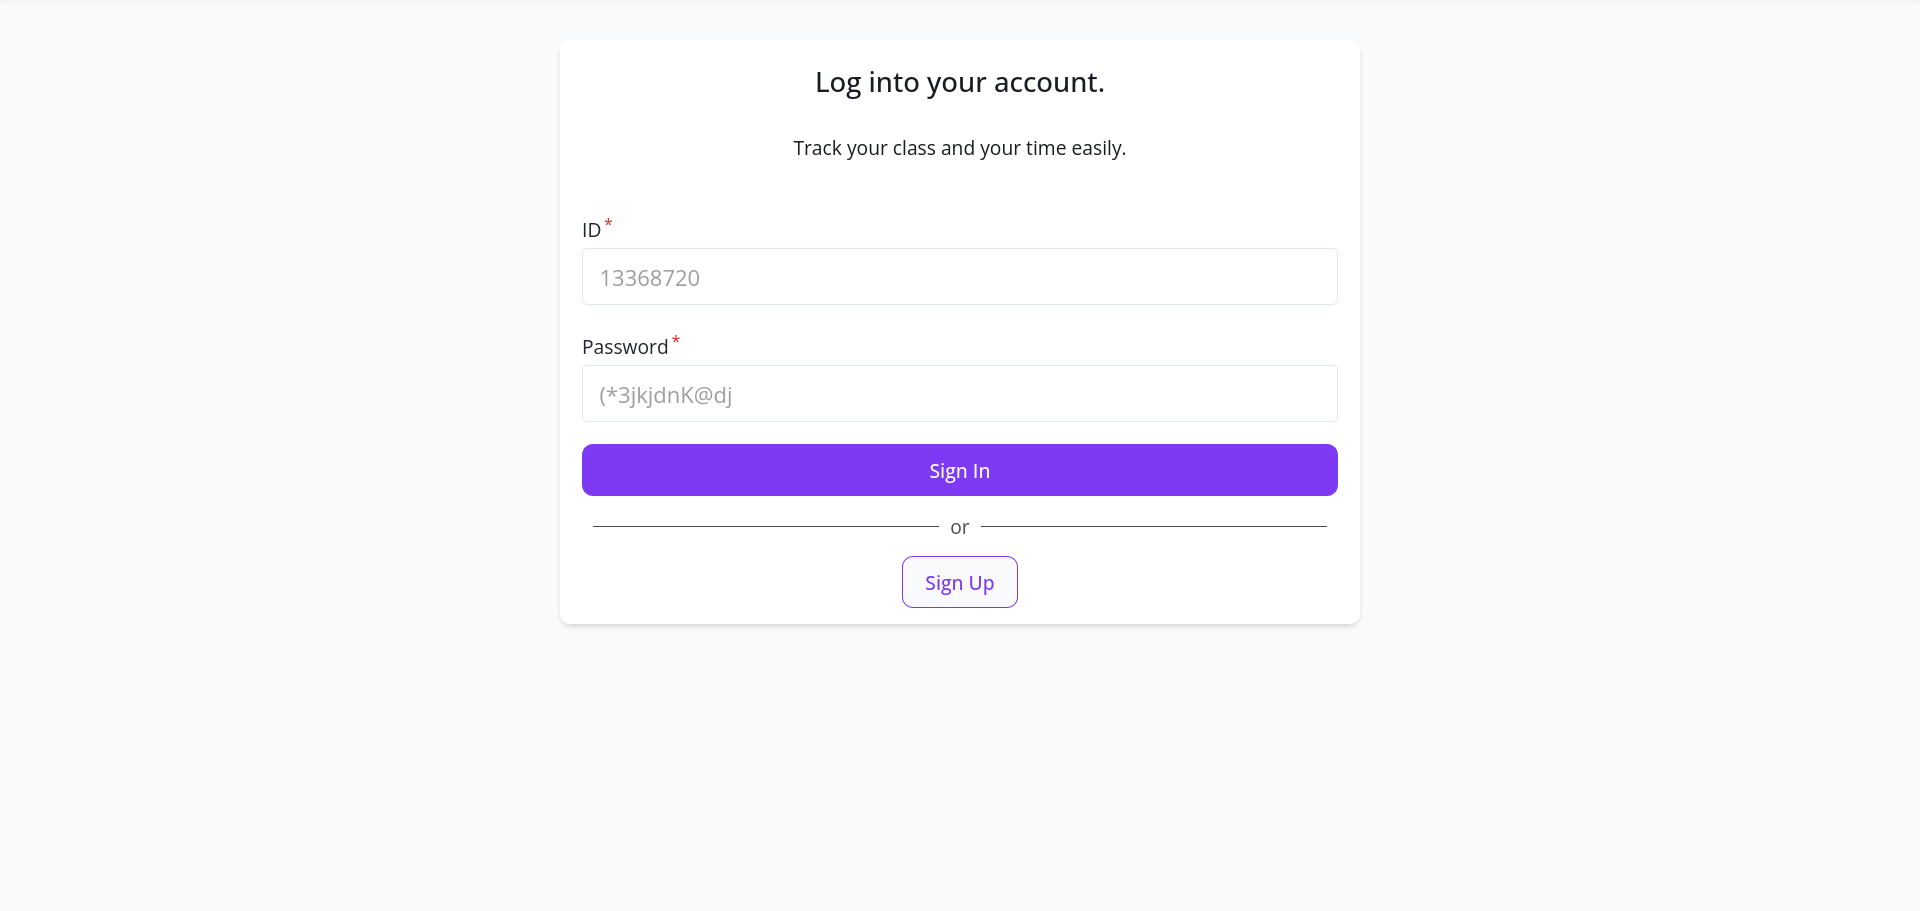 Log into your account.
Track your class and your time easily.
ID*
13368720
Password*
(*3jkjdnK@dj
Sign In
or
Sign Up